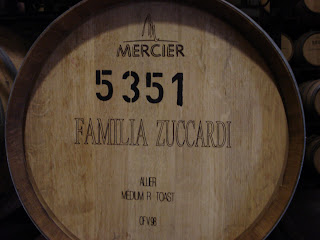 MERCIER
5351
FAMILIA ZUCCARDI
ALLIER
MEDIUM R TOAST